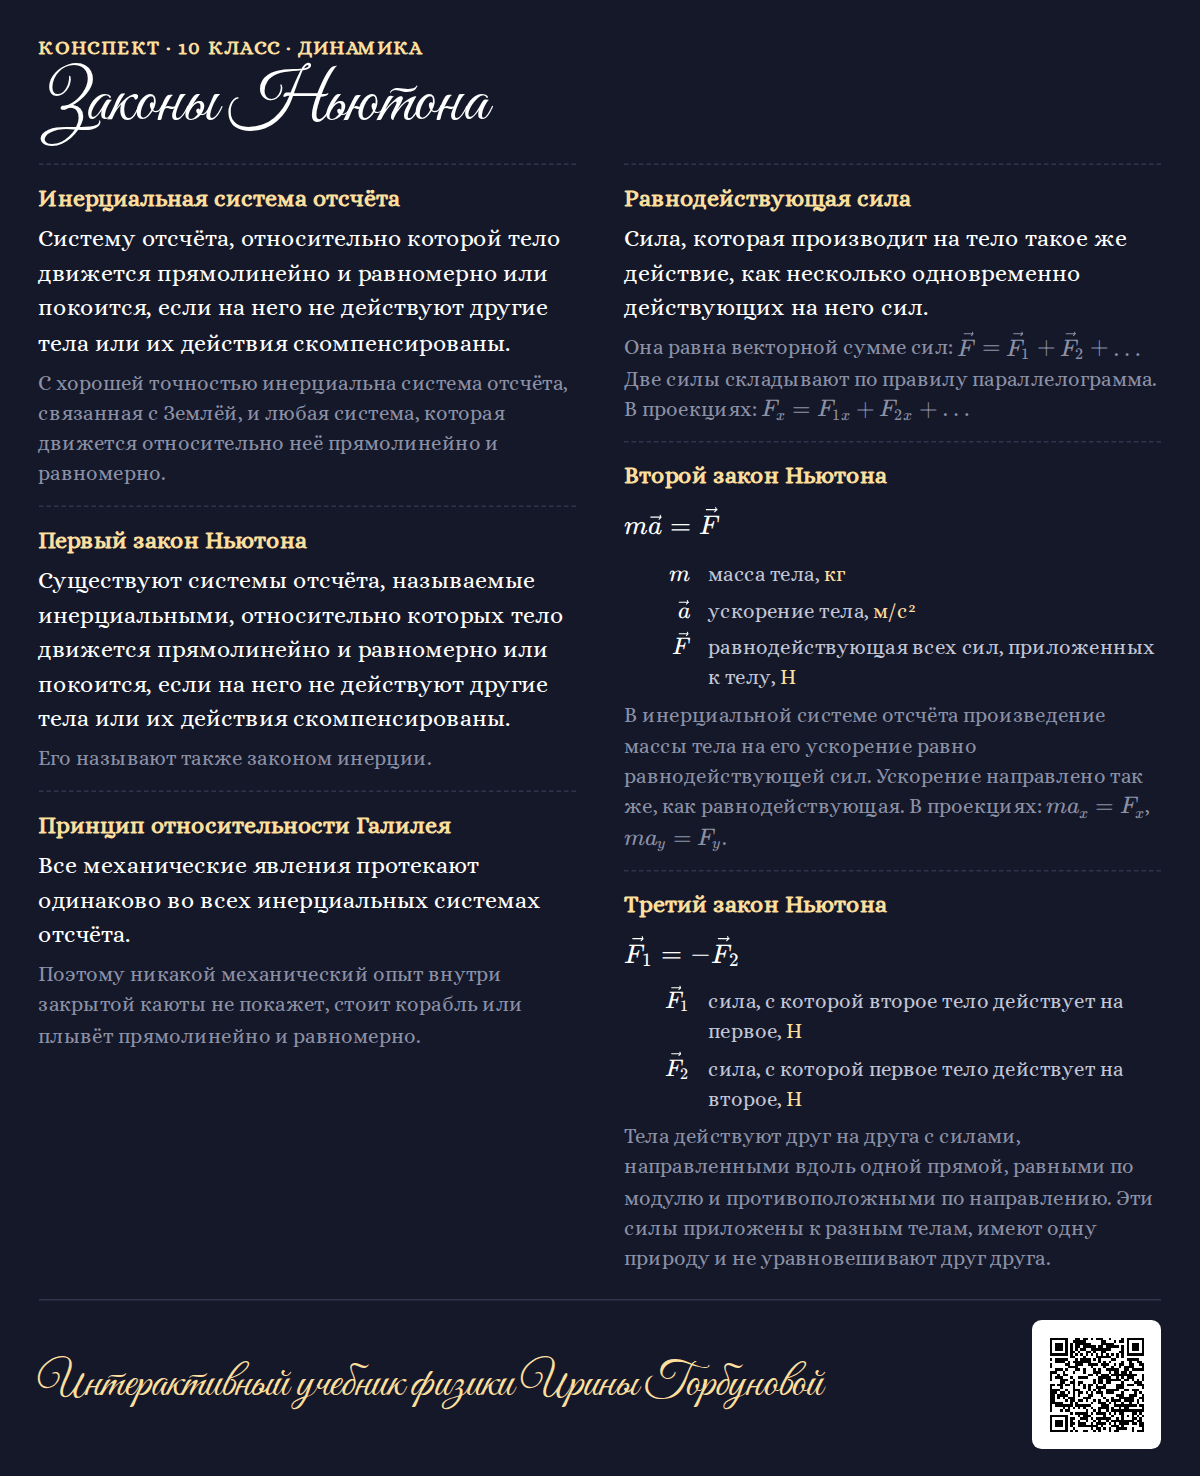 КОНСПЕКТ · 10 КЛАСС · ДИНАМИКА
Законы Ньютона
Инерциальная система отсчёта
Систему отсчёта, относительно которой тело
движется прямолинейно и равномерно или
покоится, если на него не действуют другие
тела или их действия скомпенсированы.
С хорошей точностью инерциальна система отсчёта,
связанная с Землёй, и любая система, которая
движется относительно неё прямолинейно и
равномерно.
Первый закон Ньютона
Существуют системы отсчёта, называемые
инерциальными, относительно которых тело
движется прямолинейно и равномерно или
покоится, если на него не действуют другие
тела или их действия скомпенсированы.
Его называют также законом инерции.
Принцип относительности Галилея
Все механические явления протекают
одинаково во всех инерциальных системах
отсчёта.
Поэтому никакой механический опыт внутри
закрытой каюты не покажет, стоит корабль или
плывёт прямолинейно и равномерно.
Равнодействующая сила
Сила, которая производит на тело такое же
действие, как несколько одновременно
действующих на него сил.
Она равна векторной сумме сил: F⃗ = F⃗₁ + F⃗₂ + …
Две силы складывают по правилу параллелограмма.
В проекциях: Fₓ = F₁ₓ + F₂ₓ + …
Второй закон Ньютона
ma⃗ = F⃗
m масса тела, кг
a⃗ ускорение тела, м/с²
F⃗ равнодействующая всех сил, приложенных
к телу, Н
В инерциальной системе отсчёта произведение
массы тела на его ускорение равно
равнодействующей сил. Ускорение направлено так
же, как равнодействующая. В проекциях: maₓ = Fₓ,
ma_y = F_y.
Третий закон Ньютона
F⃗₁ = −F⃗₂
F⃗₁ сила, с которой второе тело действует на
первое, Н
F⃗₂ сила, с которой первое тело действует на
второе, Н
Тела действуют друг на друга с силами,
направленными вдоль одной прямой, равными по
модулю и противоположными по направлению. Эти
силы приложены к разным телам, имеют одну
природу и не уравновешивают друг друга.
Интерактивный учебник физики Ирины Горбуновой